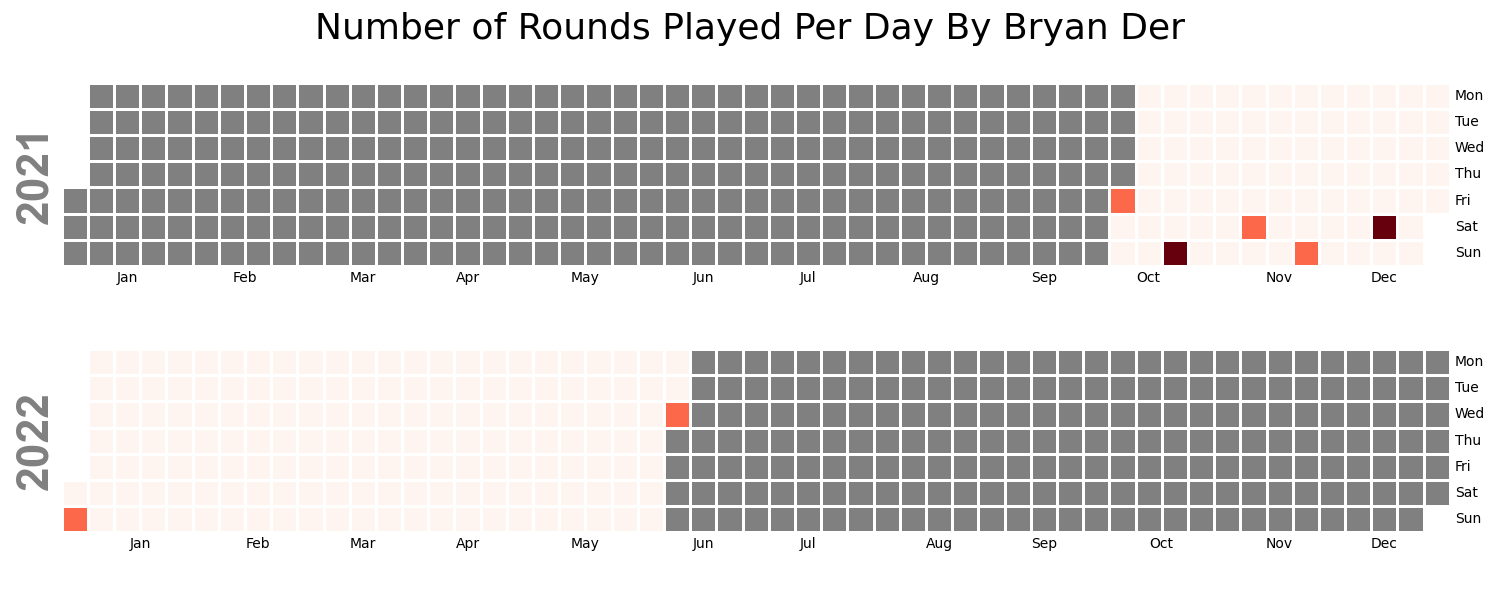 Number of Rounds Played Per Day By Bryan Der
2021
Mon
Tue
Wed
Thu
Fri
Sat
Sun
Jan Feb Mar Apr May Jun Jul Aug Sep Oct Nov Dec
2022
Mon
Tue
Wed
Thu
Fri
Sat
Sun
Jan Feb Mar Apr May Jun Jul Aug Sep Oct Nov Dec